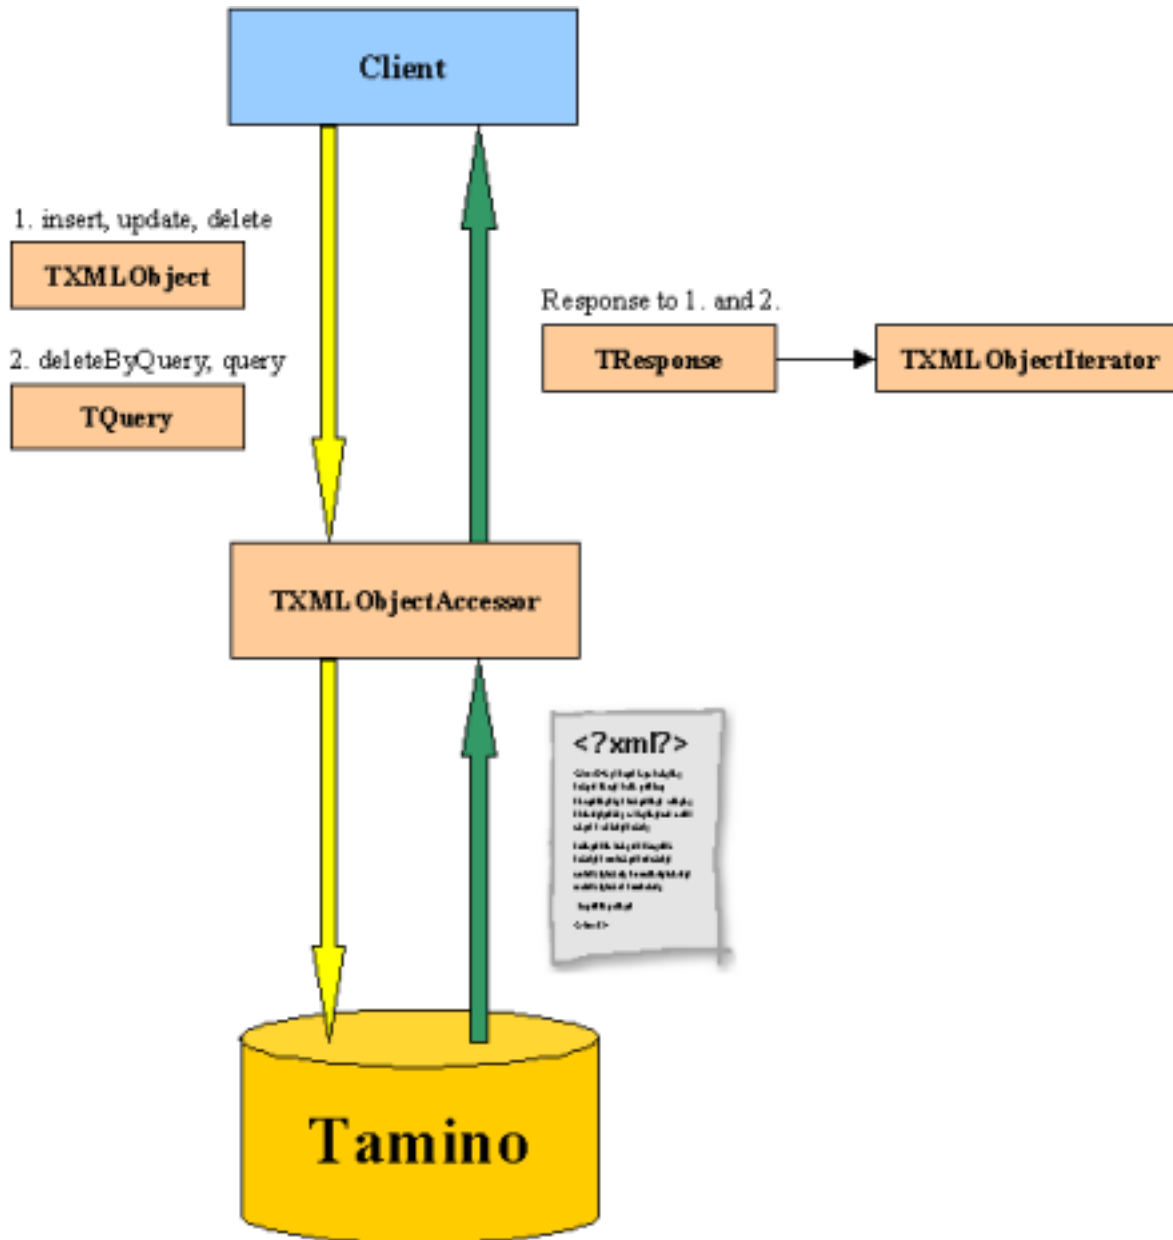 Client
1. insert, update, delete
TXMLObject
Response to 1. and 2.
2. deleteByQuery, query
TResponse
TXMLObjectIterator
TQuery
TXMLObjectAccessor
<?xml?>
Tamino